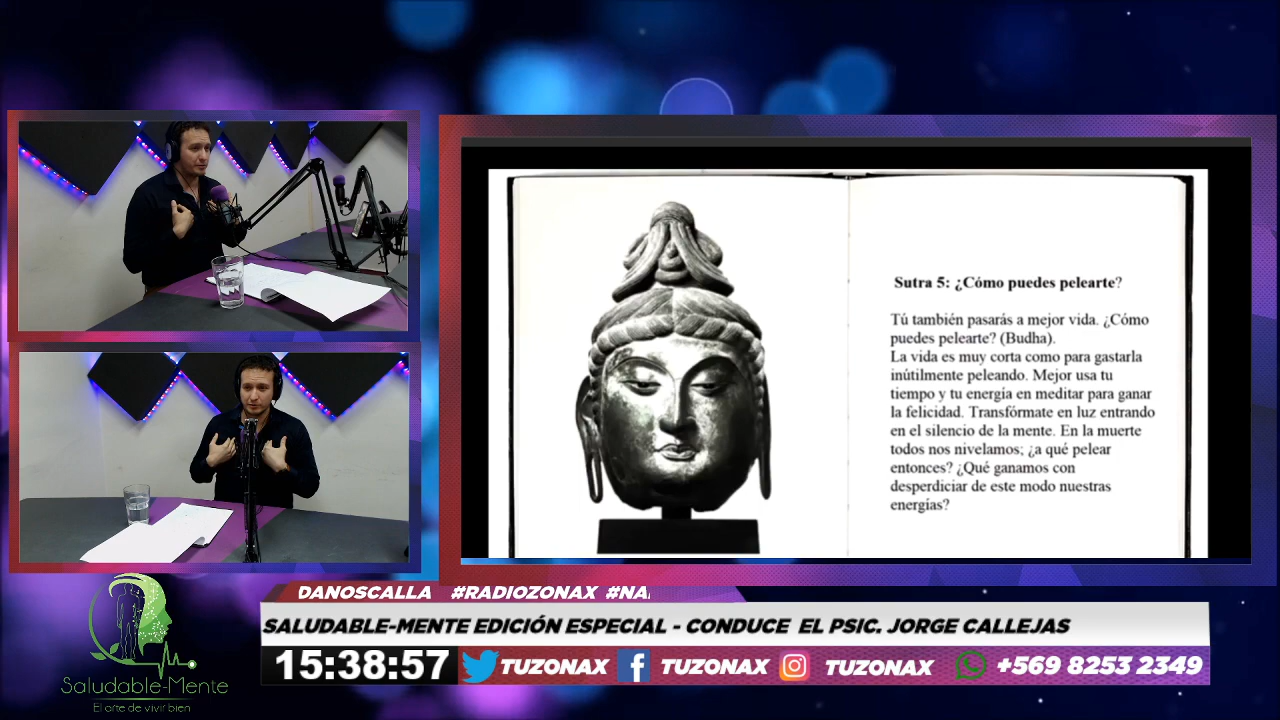 Sutra 5: ¿Cómo puedes pelearte?
Tú también pasarás a mejor vida. ¿Cómo
puedes pelearte? (Budha).
La vida es muy corta como para gastarla
inútilmente peleando. Mejor usa tu
tiempo y tu energía en meditar para ganar
la felicidad. Transfórmate en luz entrando
en el silencio de la mente. En la muerte
todos nos nivelamos; ¿a qué pelear
entonces? ¿Qué ganamos con
desperdiciar de este modo nuestras
energías?
DANOSCALLA #RADIOZONAX #NA
SALUDABLE-MENTE EDICIÓN ESPECIAL - CONDUCE EL PSIC. JORGE CALLEJAS
15:38:57 TUZONAX TUZONAX TUZONAX +569 8253 2349
Saludable-Mente
El arte de vivir bien